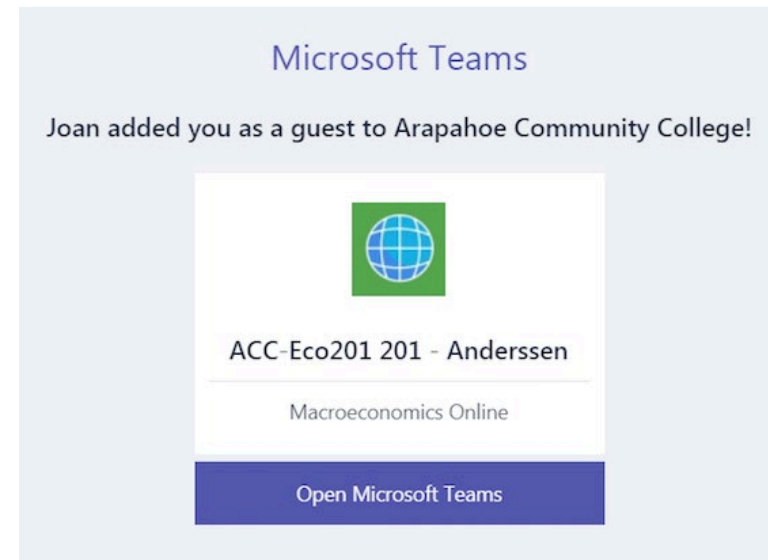 Microsoft Teams
Joan added you as a guest to Arapahoe Community College!
ACC-Eco201 201 - Anderssen
Macroeconomics Online
Open Microsoft Teams